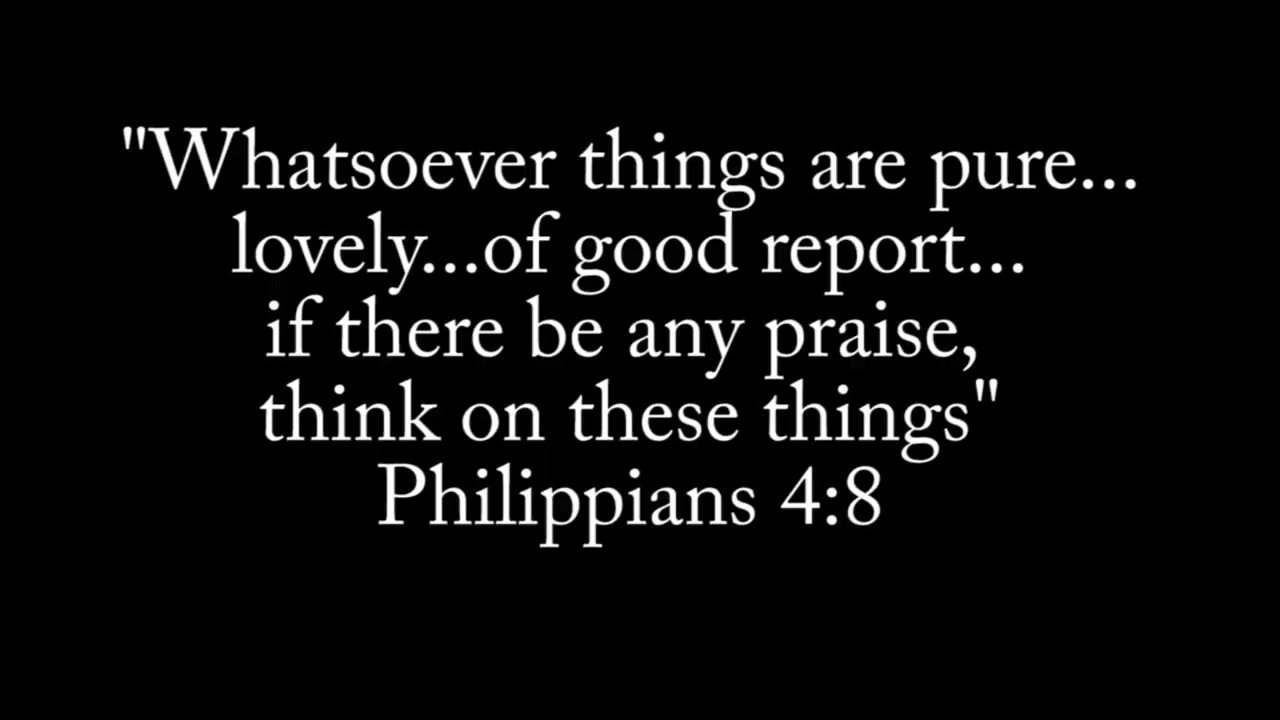 "Whatsoever things are pure...
lovely...of good report...
if there be any praise,
think on these things"
Philippians 4:8